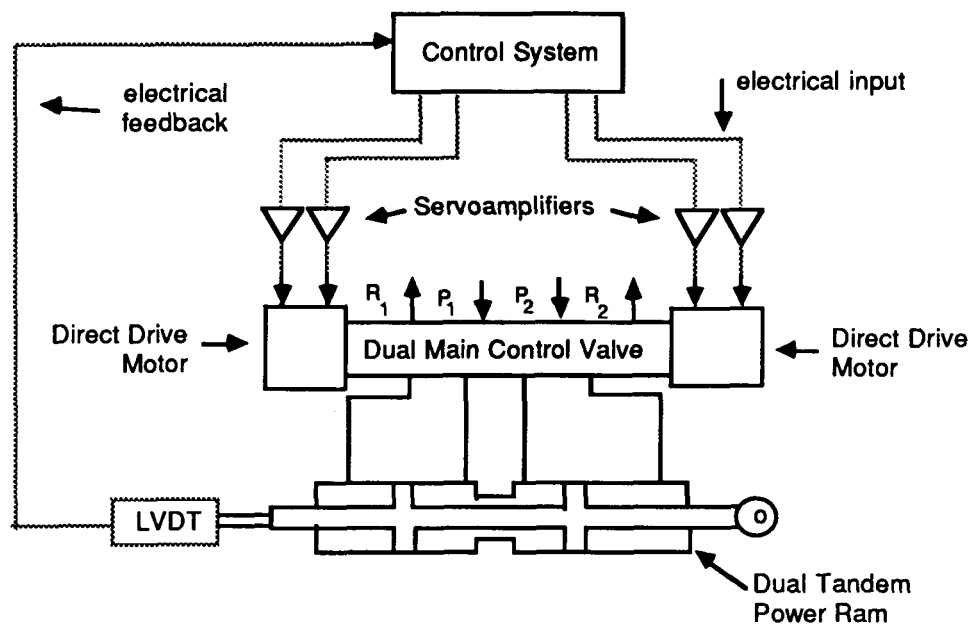 Control System
electrical input
electrical
feedback
Servoamplifiers
R1 P1 P2 R2
Direct Drive
Motor
Dual Main Control Valve
Direct Drive
Motor
LVDT
Dual Tandem
Power Ram